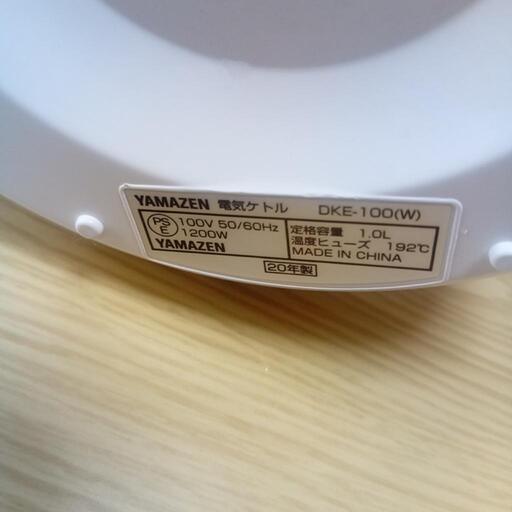 YAMAZEN 電気ケトル DKE-100(W)
PS E 100V 50/60Hz
1200W
YAMAZEN
定格容量 1.0L
温度ヒューズ 192℃
MADE IN CHINA
20年製